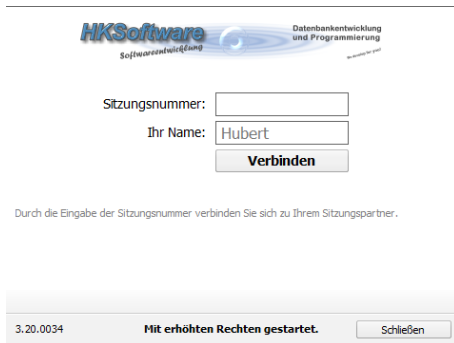 HKSoftware
Softwareentwicklung
Datenbankentwicklung
und Programmierung
Sitzungsnummer:
Ihr Name: Hubert
Verbinden
Durch die Eingabe der Sitzungsnummer verbinden Sie sich zu Ihrem Sitzungspartner.
3.20.0034 Mit erhöhten Rechten gestartet. Schließen